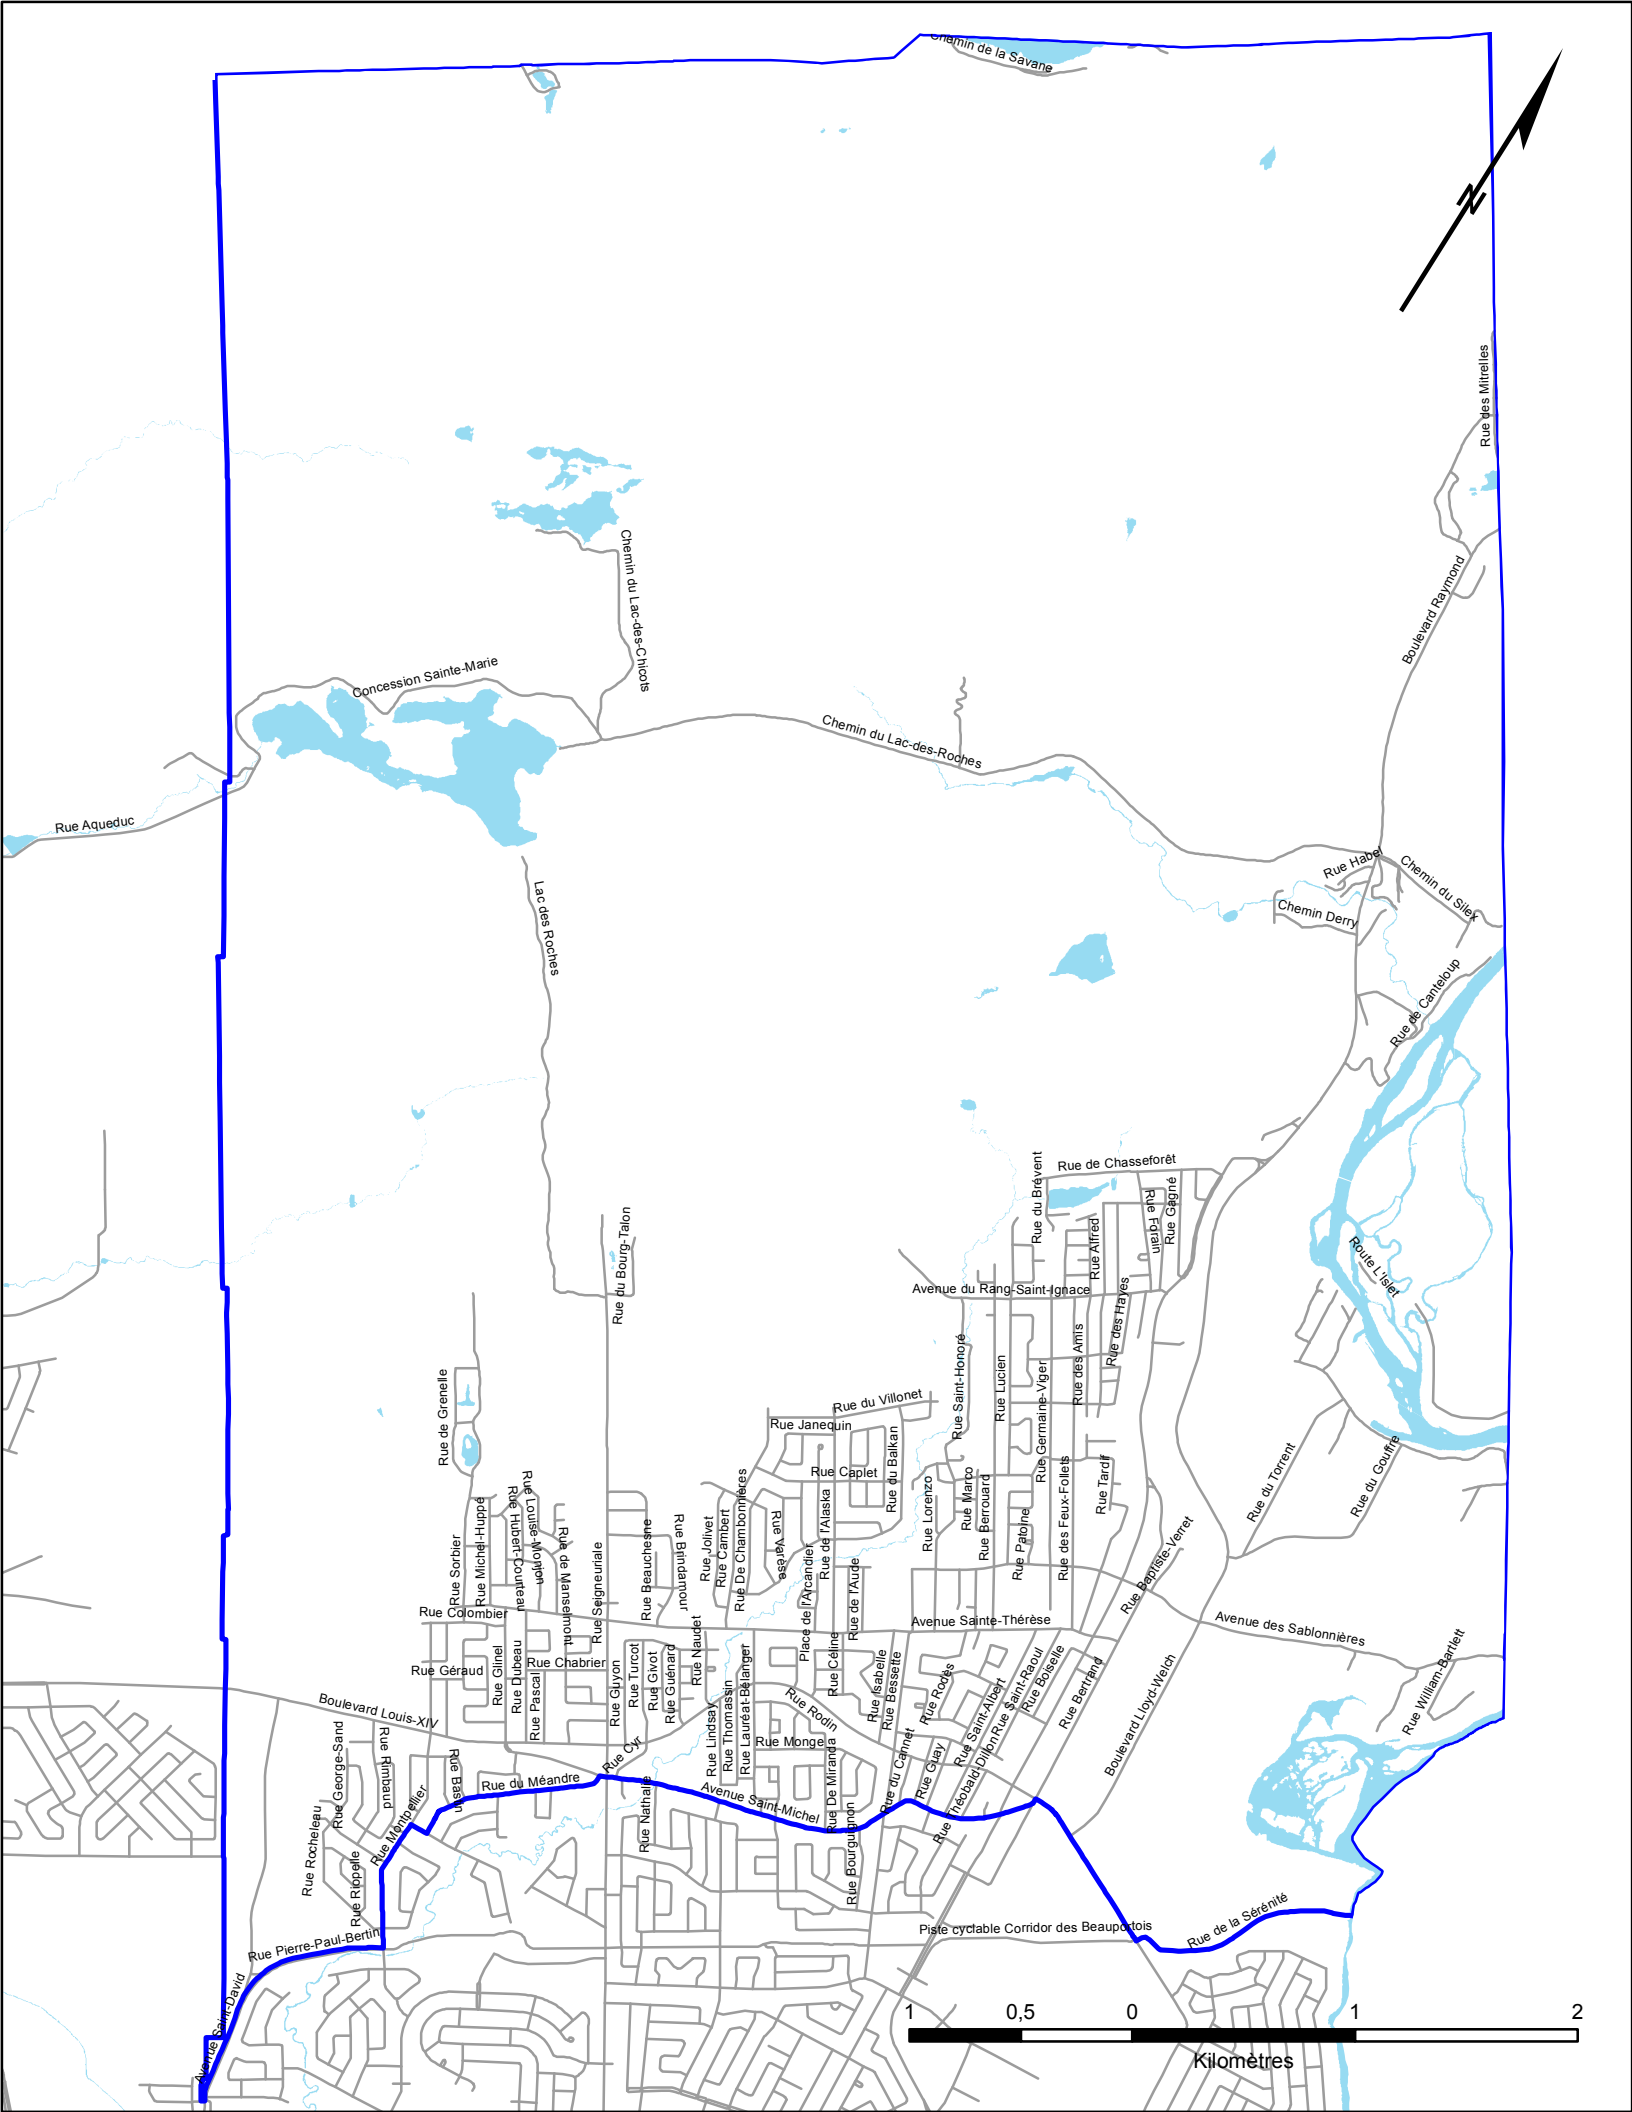 Chemin de la Savane
N
Rue des Mitrelles
Chemin du Lac-des-Chicots
Boulevard Raymond
Concession Sainte-Marie
Chemin du Lac-des-Roches
Rue Aqueduc
Rue Habel
Chemin du Silex
Lac des Roches
Chemin Derry
Rue de Canteloup
Rue du Brévent
Rue de Chasseforêt
Rue Forain
Rue Gagné
Rue du Bourg-Talon
Rue Alfred
Route L'Islet
Avenue du Rang-Saint-Ignace
Rue des Hayes
Rue de Grenelle
Rue Saint-Honoré
Rue Lucien
Rue Germaine-Viger
Rue des Amis
Rue du Villonet
Rue Janequin
Rue Caplet
Rue du Balkan
Rue du Torrent
Rue du Gouffre
Rue Louise-Monjon
Rue Hubert-Courteau
Rue Michel-Huppé
Rue Sorbier
Rue de Manselmont
Rue Seigneuriale
Rue Beauchesne
Rue Brindamour
Rue Jolivet
Rue Cambert
Rue De Chambonnières
Rue Varèse
Place de l'Arcandier
Rue de l'Alaska
Rue de l'Aude
Rue Lorenzo
Rue Marco
Rue Berrouard
Rue Patoine
Rue des Feux-Follets
Rue Tardif
Rue Baptiste-Verret
Rue Colombier
Avenue Sainte-Thérèse
Avenue des Sablonnières
Rue William-Bartlett
Rue Géraud
Rue Glinel
Rue Dubeau
Rue Pascal
Rue Chabrier
Rue Guyon
Rue Turcot
Rue Givot
Rue Guénard
Rue Naudet
Rue Lindsay
Rue Thomassin
Rue Lauréat-Bélanger
Rue Céline
Rue Isabelle
Rue Bessette
Rue Rodès
Rue Saint-Albert
Rue Saint-Raoul
Rue Boiselle
Rue Bertrand
Boulevard Lloyd-Welch
Boulevard Louis-XIV
Rue Rodin
Rue Monge
Rue Cyr
Rue George-Sand
Rue Rimbaud
Rue Basin
Rue du Méandre
Rue Nathalie
Avenue Saint-Michel
Rue De Miranda
Rue Bourguignon
Rue du Cannet
Rue Guay
Rue Théobald-Dillon
Rue Rocheleau
Rue Montpellier
Rue Riopelle
Rue Pierre-Paul-Bertin
Piste cyclable Corridor des Beauportois
Rue de la Sérénité
Avenue Saint-David
1 0,5 0 1 2
Kilomètres